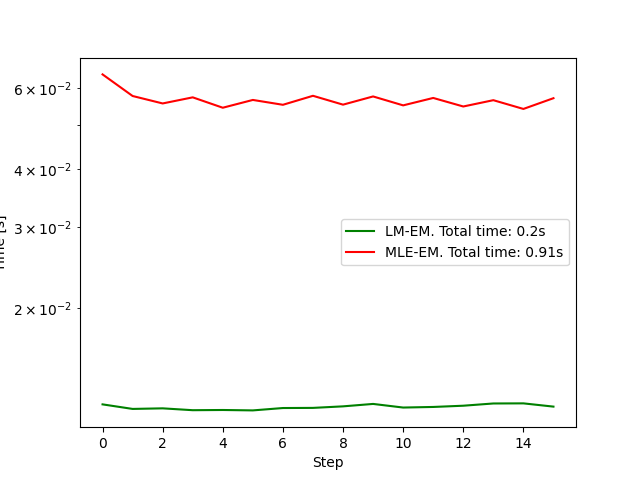 6 × 10⁻²
4 × 10⁻²
3 × 10⁻²
2 × 10⁻²
[s]
LM-EM. Total time: 0.2s
MLE-EM. Total time: 0.91s
0 2 4 6 8 10 12 14
Step